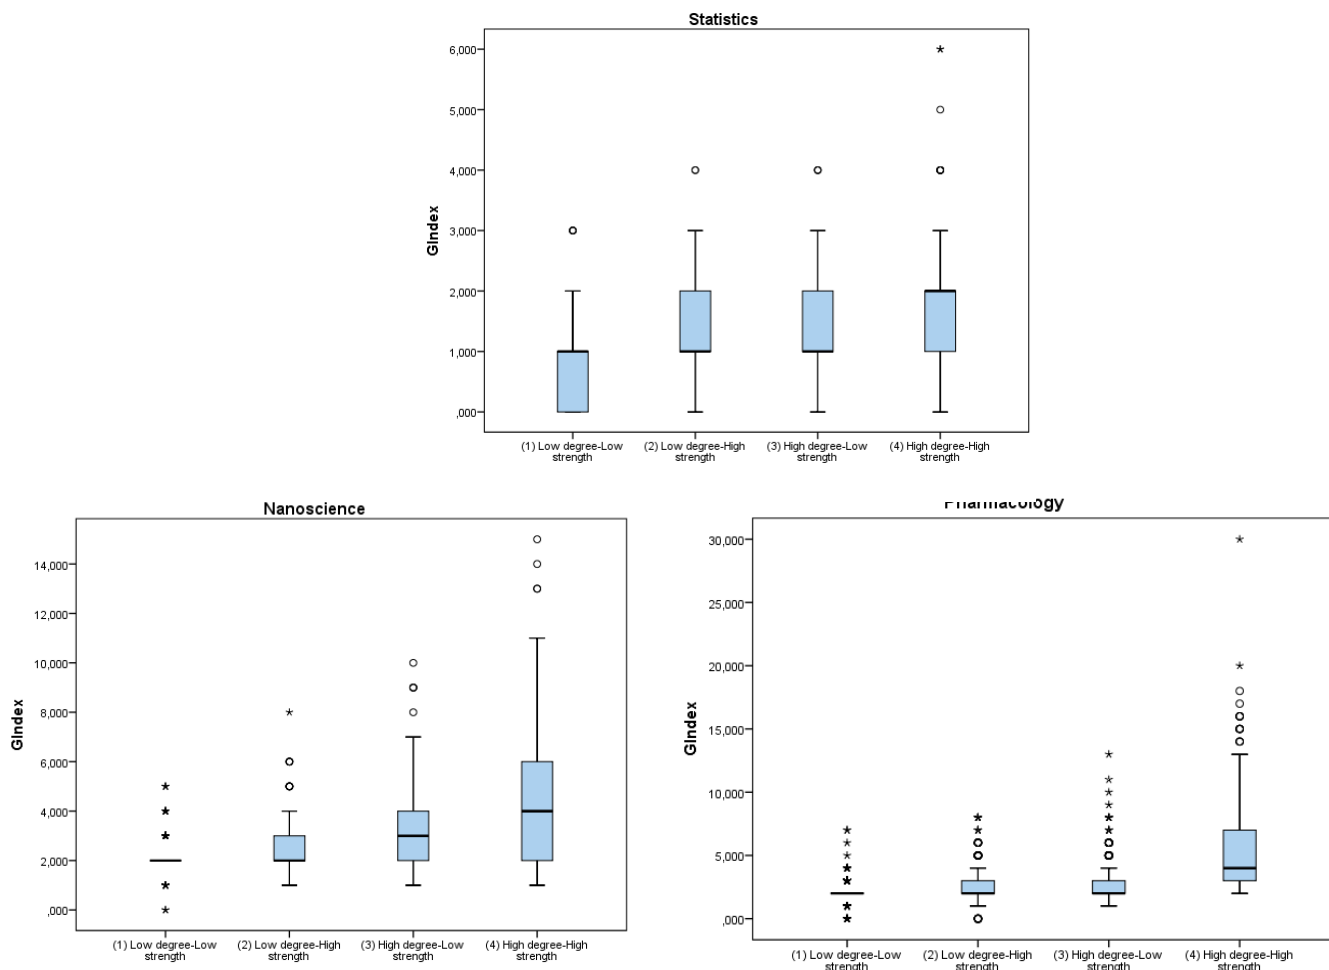 Statistics
6,000
5,000
4,000
3,000
2,000
1,000
,000
GIndex
(1) Low degree-Low
strength
(2) Low degree-High
strength
(3) High degree-Low
strength
(4) High degree-High
strength
Nanoscience
14,000
12,000
10,000
8,000
6,000
4,000
2,000
,000
GIndex
(1) Low degree-Low
strength
(2) Low degree-High
strength
(3) High degree-Low
strength
(4) High degree-High
strength
Pharmacology
30,000
25,000
20,000
15,000
10,000
5,000
,000
GIndex
(1) Low degree-Low
strength
(2) Low degree-High
strength
(3) High degree-Low
strength
(4) High degree-High
strength